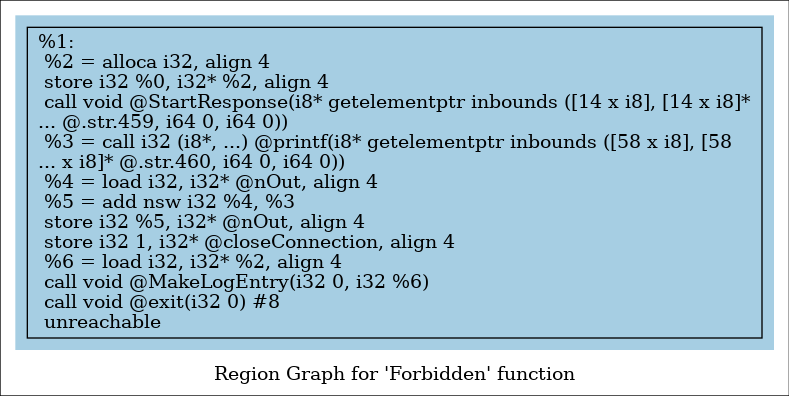 %1:
%2 = alloca i32, align 4
store i32 %0, i32* %2, align 4
call void @StartResponse(i8* getelementptr inbounds ([14 x i8], [14 x i8]*
... @.str.459, i64 0, i64 0))
%3 = call i32 (i8*, ...) @printf(i8* getelementptr inbounds ([58 x i8], [58
... x i8]* @.str.460, i64 0, i64 0))
%4 = load i32, i32* @nOut, align 4
%5 = add nsw i32 %4, %3
store i32 %5, i32* @nOut, align 4
store i32 1, i32* @closeConnection, align 4
%6 = load i32, i32* %2, align 4
call void @MakeLogEntry(i32 0, i32 %6)
call void @exit(i32 0) #8
unreachable
Region Graph for 'Forbidden' function